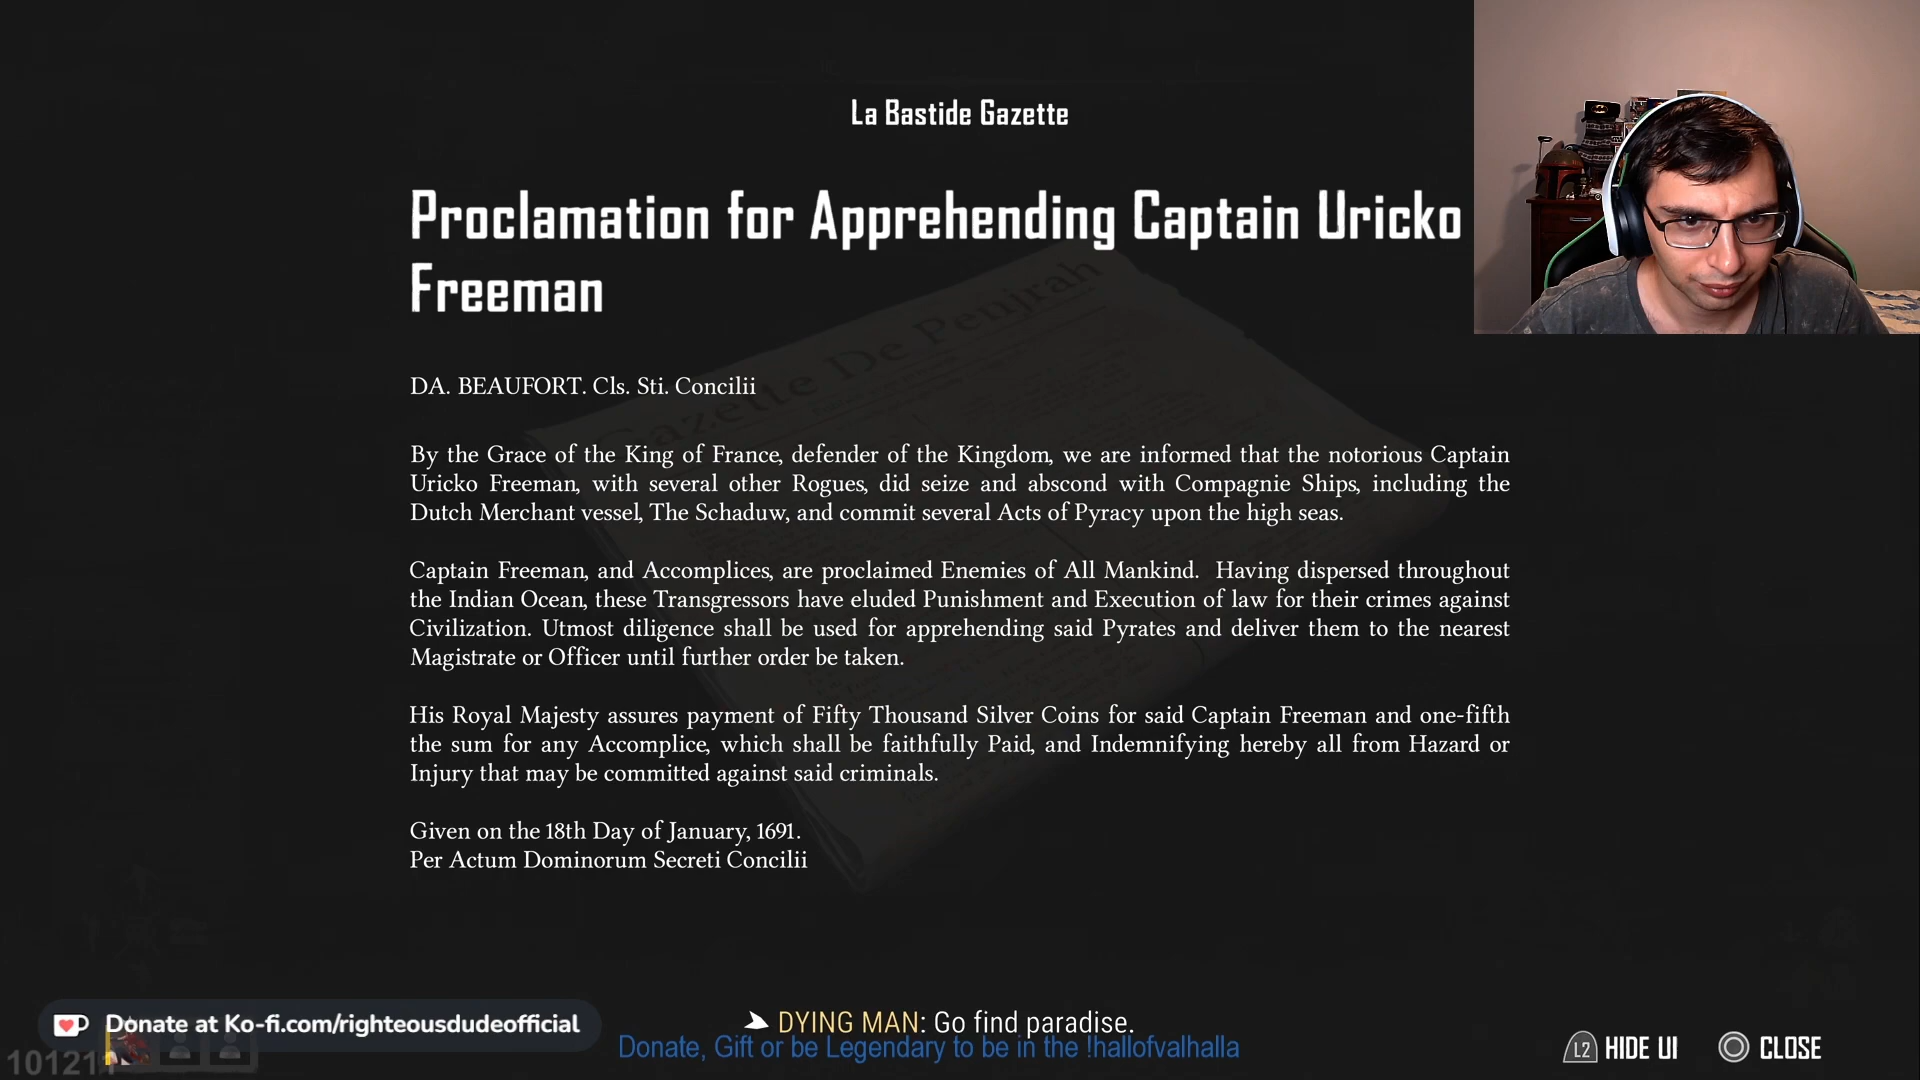 La Bastide Gazette
Proclamation for Apprehending Captain Uricko
Freeman
Gazette De Penjrah
DA. BEAUFORT. Cls. Sti. Concilii
By the Grace of the King of France, defender of the Kingdom, we are informed that the notorious Captain
Uricko Freeman, with several other Rogues, did seize and abscond with Compagnie Ships, including the
Dutch Merchant vessel, The Schaduw, and commit several Acts of Pyracy upon the high seas.
Captain Freeman, and Accomplices, are proclaimed Enemies of All Mankind. Having dispersed throughout
the Indian Ocean, these Transgressors have eluded Punishment and Execution of law for their crimes against
Civilization. Utmost diligence shall be used for apprehending said Pyrates and deliver them to the nearest
Magistrate or Officer until further order be taken.
His Royal Majesty assures payment of Fifty Thousand Silver Coins for said Captain Freeman and one-fifth
the sum for any Accomplice, which shall be faithfully Paid, and Indemnifying hereby all from Hazard or
Injury that may be committed against said criminals.
Given on the 18th Day of January, 1691.
Per Actum Dominorum Secreti Concilii
Donate at Ko-fi.com/righteousdudeofficial
DYING MAN: Go find paradise.
Donate, Gift or be Legendary to be in the !hallofvalhalla
L2 HIDE UI
CLOSE